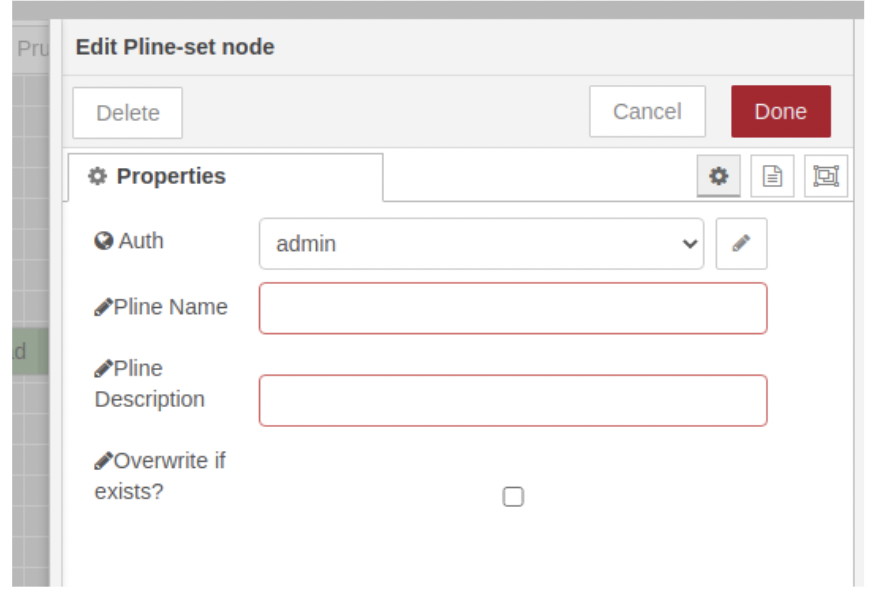 Pru
Edit Pline-set node
Delete
Cancel
Done
Properties
Auth
admin
Pline Name
Pline
Description
Overwrite if
exists?